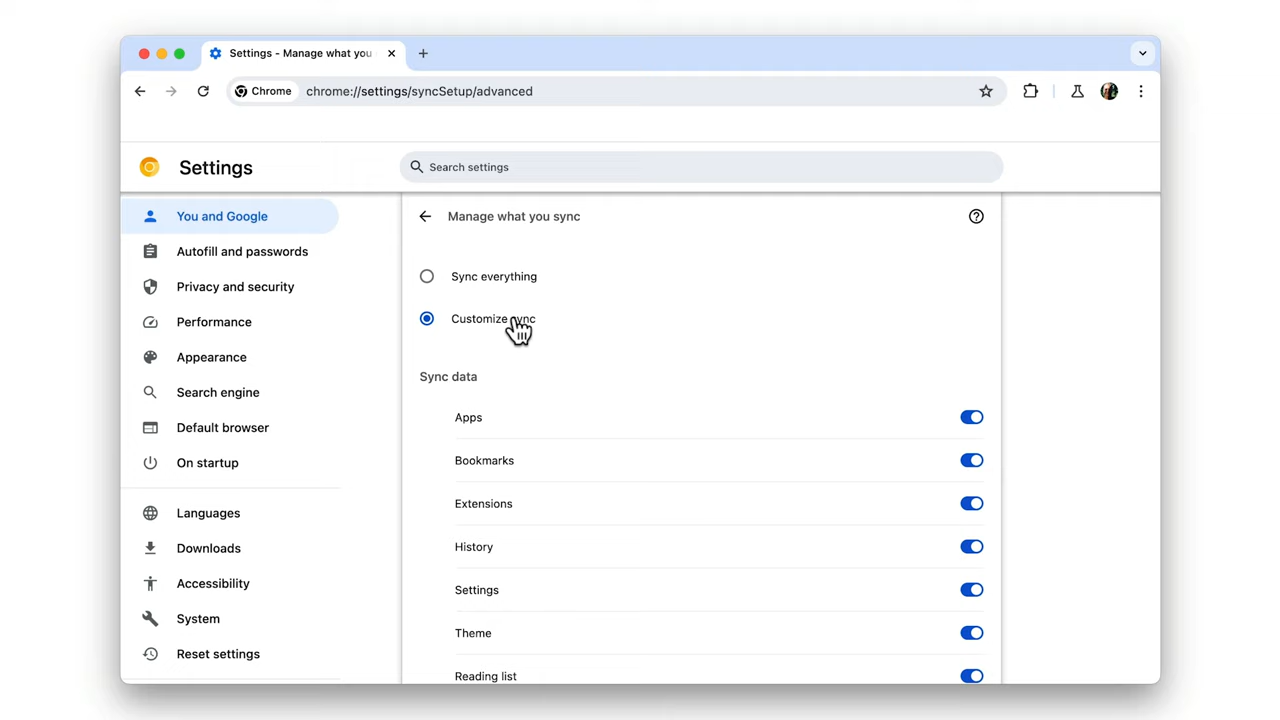 Settings - Manage what you
Chrome
chrome://settings/syncSetup/advanced
Settings
Search settings
You and Google
Autofill and passwords
Privacy and security
Performance
Appearance
Search engine
Default browser
On startup
Languages
Downloads
Accessibility
System
Reset settings
Manage what you sync
Sync everything
Customize sync
Sync data
Apps
Bookmarks
Extensions
History
Settings
Theme
Reading list